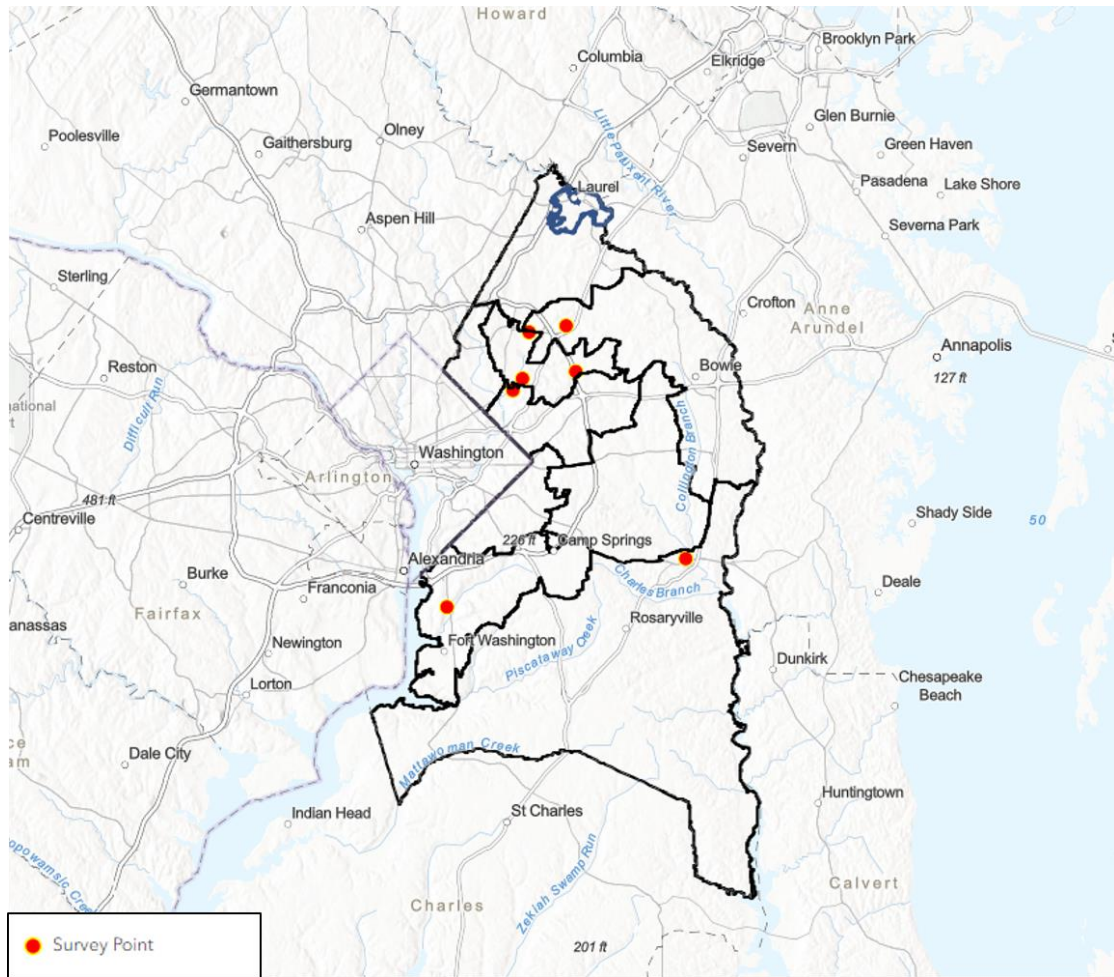 Howard
Brooklyn Park
Columbia
Elkridge
Germantown
Glen Burnie
Poolesville
Olney
Gaithersburg
Little Patuxent River
Severn
Green Haven
Pasadena
Lake Shore
Laurel
Aspen Hill
Severna Park
Sterling
Crofton
Anne
Arundel
Annapolis
Reston
Bowie
127 ft
Difficult Run
Collington Branch
Washington
Arlington
481 ft
Centreville
Shady Side
50
226 ft
Camp Springs
Alexandria
Burke
Franconia
Charles Branch
Deale
Fairfax
Rosaryville
anassas
Newington
Fort Washington
Piscataway Creek
Dunkirk
Chesapeake
Beach
Lorton
Dale City
Mattawoman Creek
Indian Head
St Charles
Huntingtown
Zekiah Swamp Run
Calvert
Charles
201 ft
Survey Point